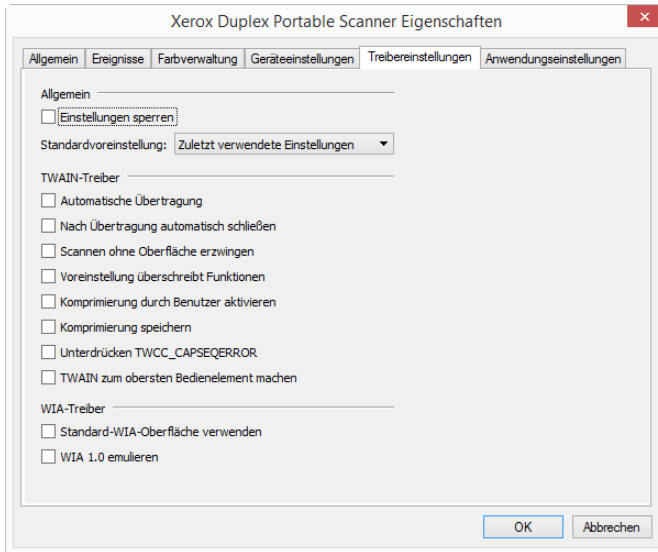 Xerox Duplex Portable Scanner Eigenschaften
Allgemein Ereignisse Farbverwaltung Geräteeinstellungen Treibereinstellungen Anwendungseinstellungen
Allgemein
Einstellungen sperren
Standardvoreinstellung: Zuletzt verwendete Einstellungen
TWAIN-Treiber
Automatische Übertragung
Nach Übertragung automatisch schließen
Scannen ohne Oberfläche erzwingen
Voreinstellung überschreibt Funktionen
Komprimierung durch Benutzer aktivieren
Komprimierung speichern
Unterdrücken TWCC_CAPSEQERROR
TWAIN zum obersten Bedienelement machen
WIA-Treiber
Standard-WIA-Oberfläche verwenden
WIA 1.0 emulieren
OK Abbrechen